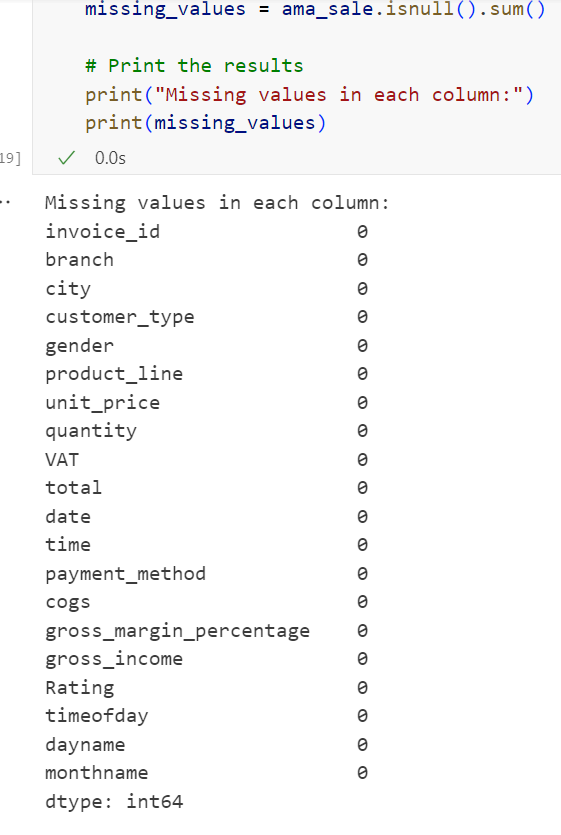 missing_values = ama_sale.isnull().sum()
# Print the results
print("Missing values in each column:")
print(missing_values)
19]
✓ 0.0s
..
Missing values in each column:
invoice_id 0
branch 0
city 0
customer_type 0
gender 0
product_line 0
unit_price 0
quantity 0
VAT 0
total 0
date 0
time 0
payment_method 0
cogs 0
gross_margin_percentage 0
gross_income 0
Rating 0
timeofday 0
dayname 0
monthname 0
dtype: int64